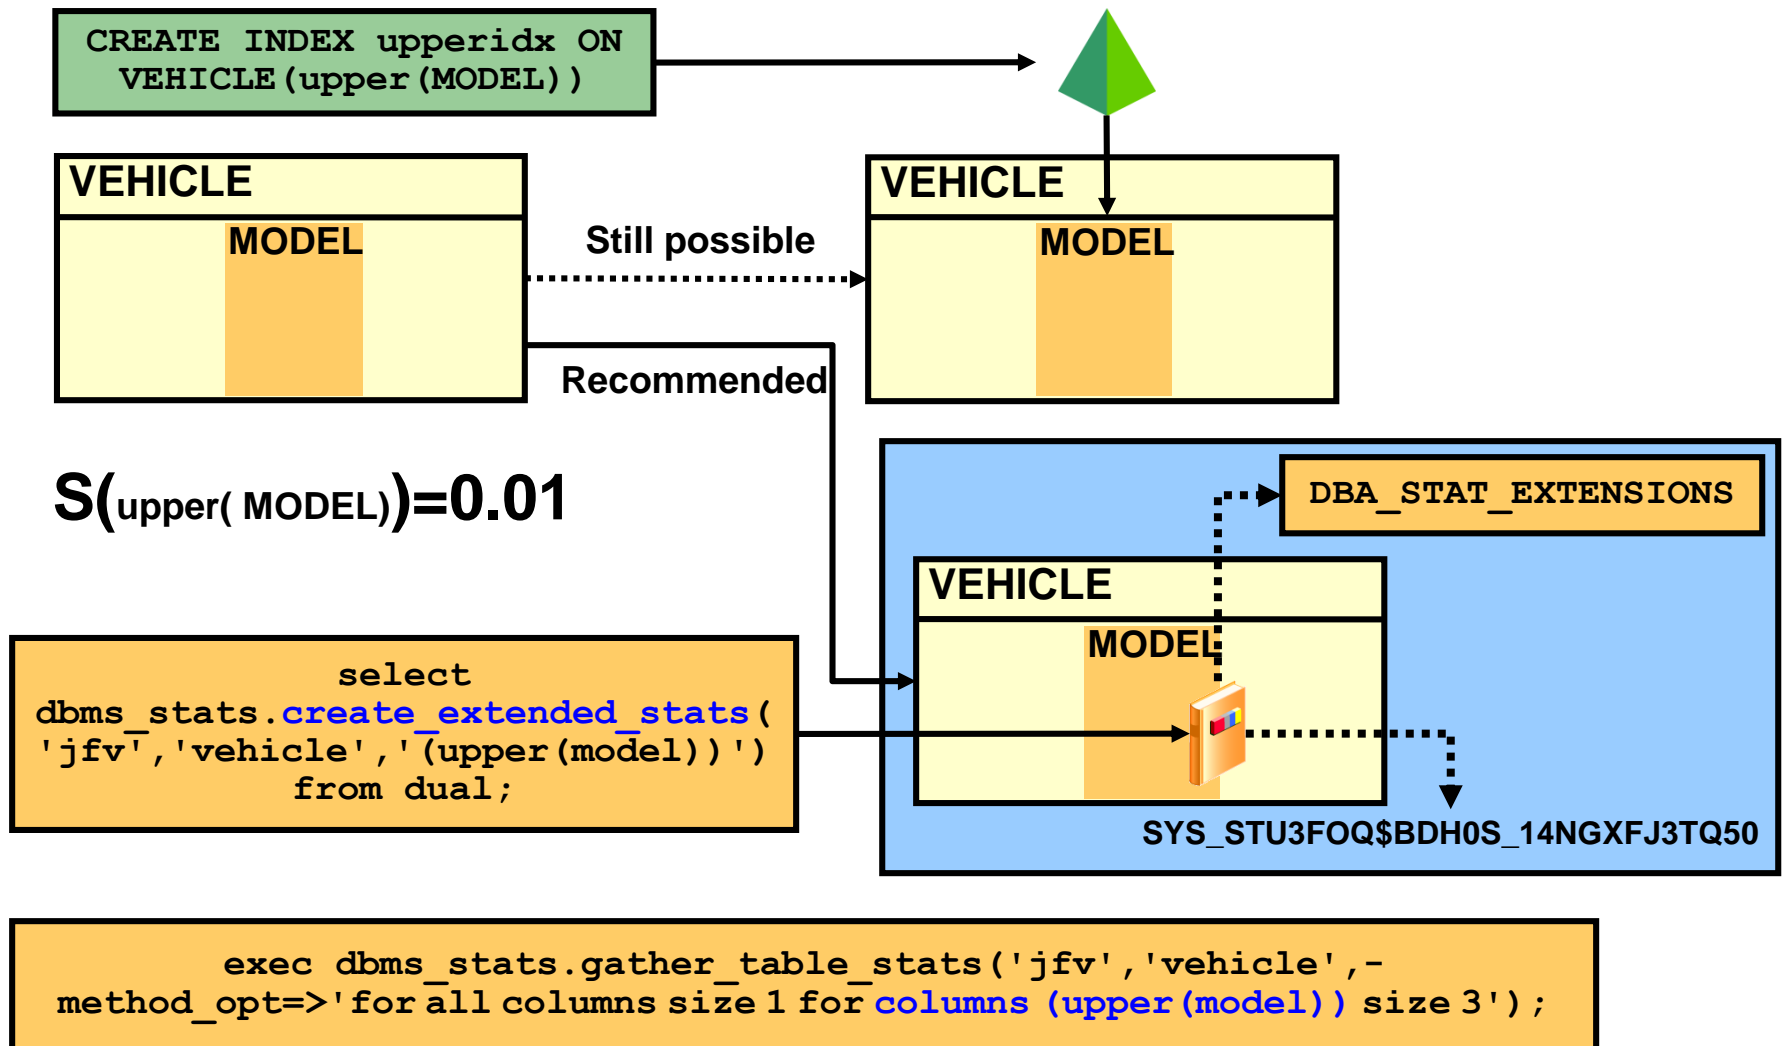 CREATE INDEX upperidx ON
VEHICLE(upper(MODEL))
VEHICLE
MODEL
Still possible
Recommended
VEHICLE
MODEL
S(upper( MODEL))=0.01
DBA_STAT_EXTENSIONS
VEHICLE
MODEL
SYS_STU3FOQ$BDH0S_14NGXFJ3TQ50
select
dbms_stats.create_extended_stats(
'jfv','vehicle','(upper(model))')
from dual;
exec dbms_stats.gather_table_stats('jfv','vehicle',-
method_opt=>'for all columns size 1 for columns (upper(model)) size 3');